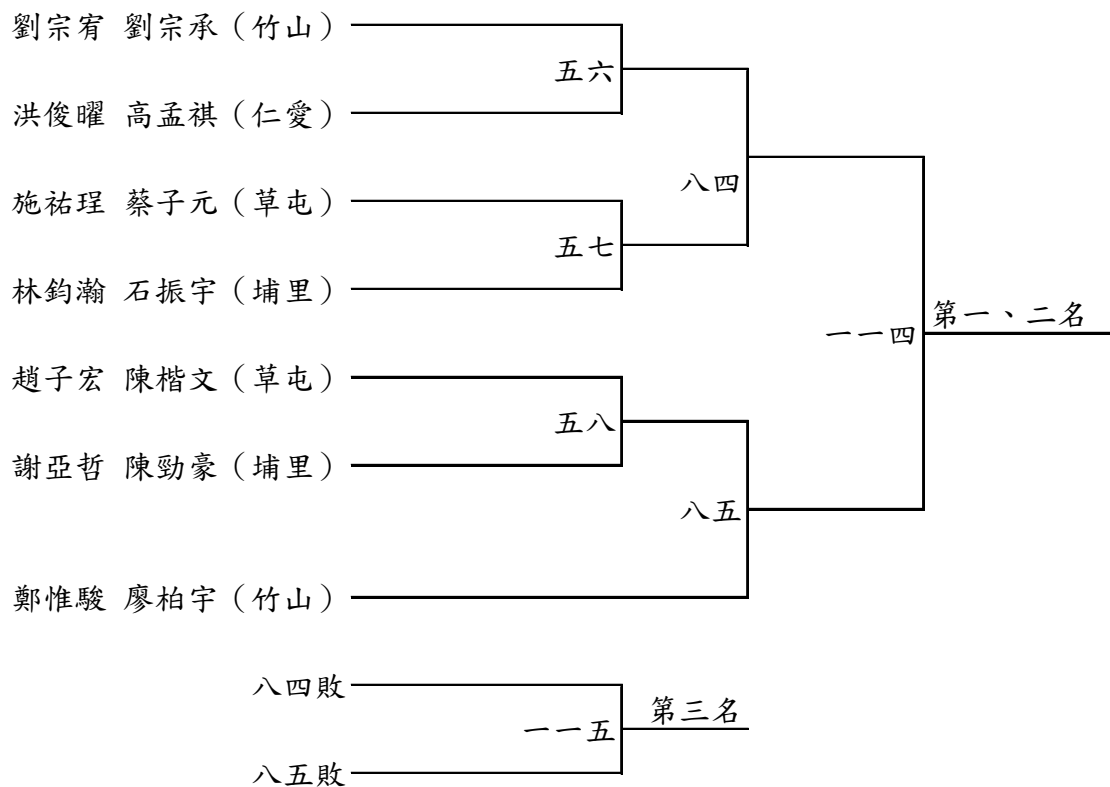 劉宗宥 劉宗承（竹山）
五六
洪俊曜 高孟祺（仁愛）
八四
施祐珵 蔡子元（草屯）
五七
林鈞瀚 石振宇（埔里）
一一四 第一、二名
趙子宏 陳楷文（草屯）
五八
謝亞哲 陳勁豪（埔里）
八五
鄭惟駿 廖柏宇（竹山）
八四敗
一一五 第三名
八五敗